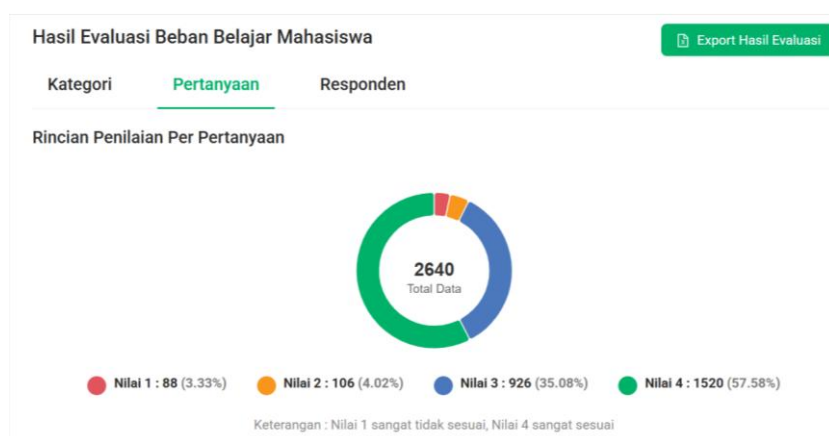 Hasil Evaluasi Beban Belajar Mahasiswa
Export Hasil Evaluasi
Kategori Pertanyaan Responden
Rincian Penilaian Per Pertanyaan
2640
Total Data
Nilai 1 : 88 (3.33%) Nilai 2 : 106 (4.02%) Nilai 3 : 926 (35.08%) Nilai 4 : 1520 (57.58%)
Keterangan : Nilai 1 sangat tidak sesuai, Nilai 4 sangat sesuai